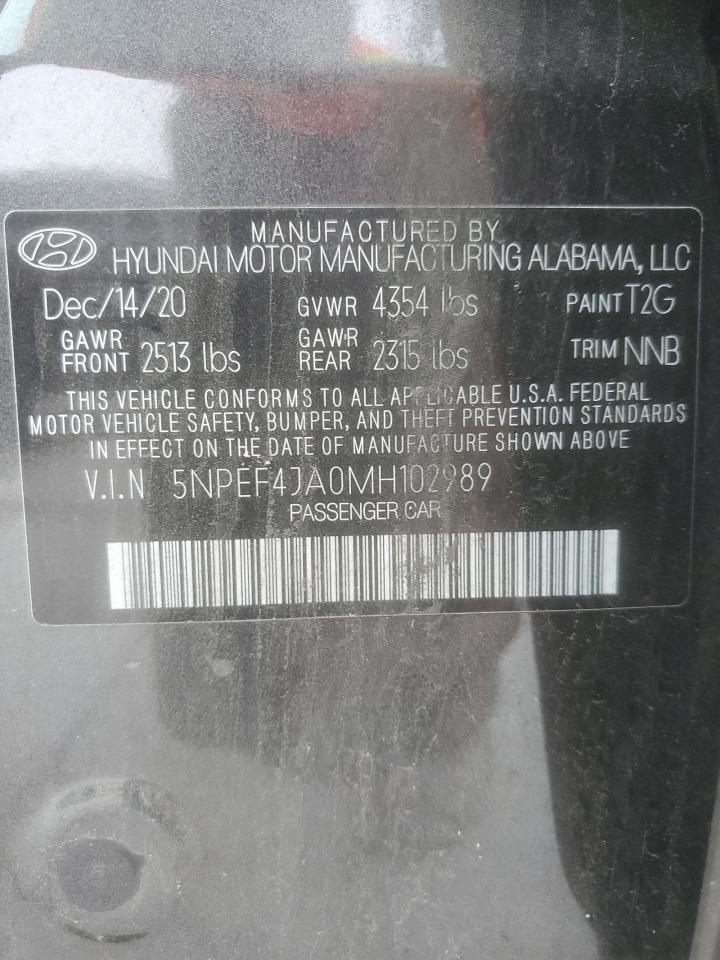 MANUFACTURED BY
HYUNDAI MOTOR MANUFACTURING ALABAMA, LLC
Dec/14/20 GVWR 4354 lbs PAINT T2G
GAWR FRONT 2513 lbs GAWR REAR 2315 lbs TRIM NNB
THIS VEHICLE CONFORMS TO ALL APPLICABLE U.S.A. FEDERAL
MOTOR VEHICLE SAFETY, BUMPER, AND THEFT PREVENTION STANDARDS
IN EFFECT ON THE DATE OF MANUFACTURE SHOWN ABOVE
V.I.N 5NPEF4JA0MH102989
PASSENGER CAR